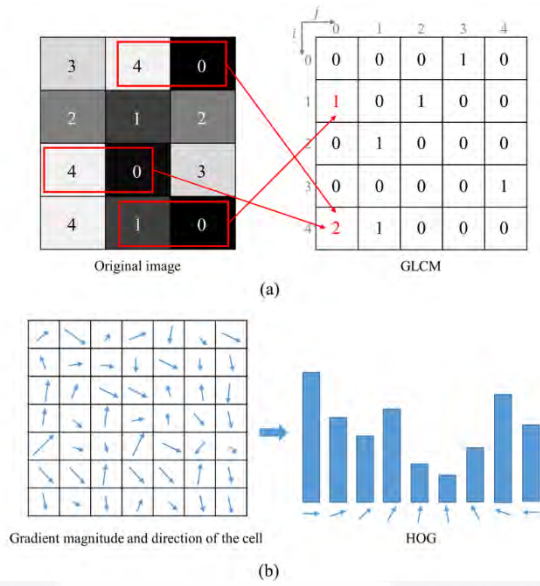 j
i 0 1 2 3 4
3 4 0
0 0 0 0 1 0
2 1 2
1 1 0 1 0 0
4 0 3
2 0 1 0 0 0
4 1 0
3 0 0 0 0 1
4 2 1 0 0 0
Original image GLCM
(a)
Gradient magnitude and direction of the cell HOG
(b)